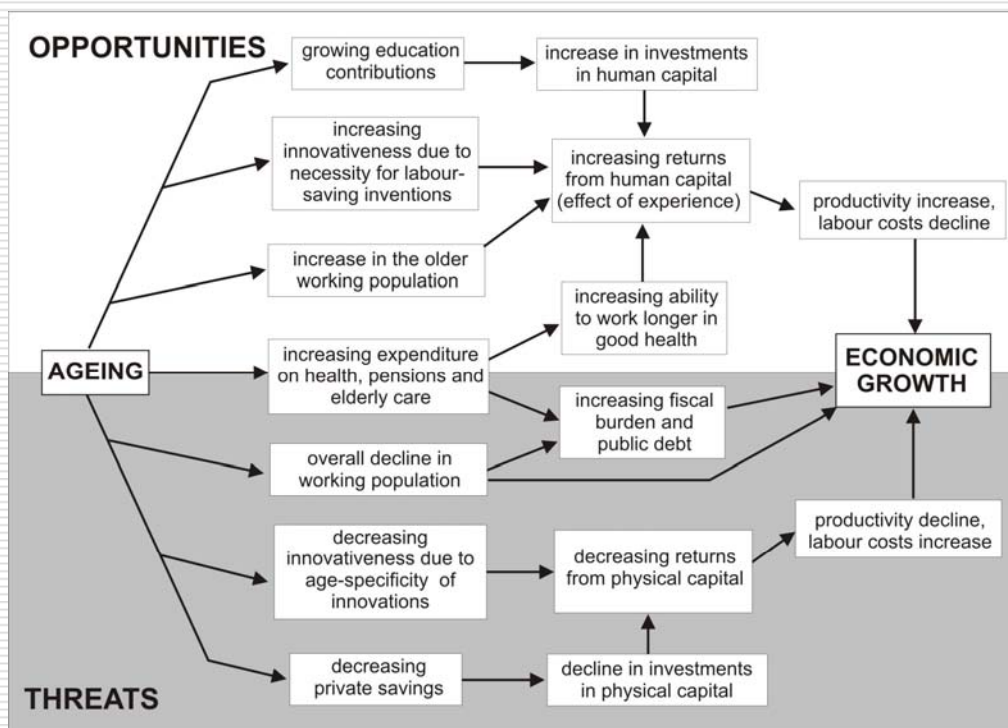 OPPORTUNITIES
growing education
contributions
increase in investments
in human capital
increasing
innovativeness due to
necessity for labour-
saving inventions
increasing returns
from human capital
(effect of experience)
productivity increase,
labour costs decline
increase in the older
working population
increasing ability
to work longer in
good health
AGEING
increasing expenditure
on health, pensions and
elderly care
ECONOMIC
GROWTH
increasing fiscal
burden and
public debt
overall decline in
working population
decreasing
innovativeness due to
age-specificity of
innovations
decreasing returns
from physical capital
productivity decline,
labour costs increase
decreasing
private savings
decline in investments
in physical capital
THREATS